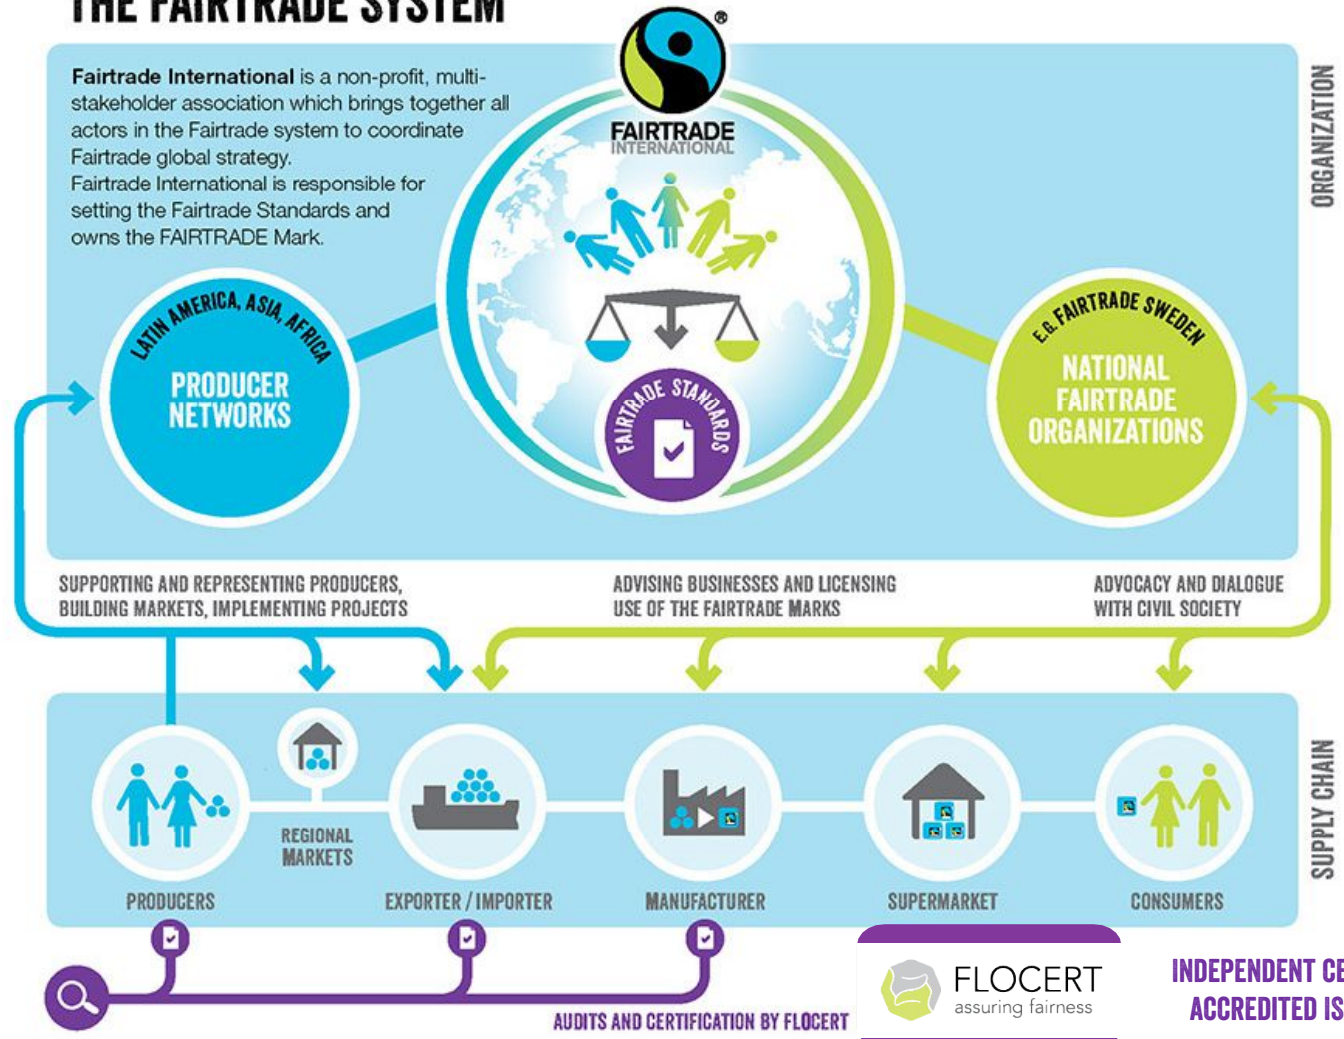 THE FAIRTRADE SYSTEM
Fairtrade International is a non-profit, multi-
stakeholder association which brings together all
actors in the Fairtrade system to coordinate
Fairtrade global strategy.
Fairtrade International is responsible for
setting the Fairtrade Standards and
owns the FAIRTRADE Mark.
®
FAIRTRADE
INTERNATIONAL
ORGANIZATION
LATIN AMERICA, ASIA, AFRICA
PRODUCER
NETWORKS
FAIRTRADE STANDARDS
E.G. FAIRTRADE SWEDEN
NATIONAL
FAIRTRADE
ORGANIZATIONS
SUPPORTING AND REPRESENTING PRODUCERS,
BUILDING MARKETS, IMPLEMENTING PROJECTS
ADVISING BUSINESSES AND LICENSING
USE OF THE FAIRTRADE MARKS
ADVOCACY AND DIALOGUE
WITH CIVIL SOCIETY
SUPPLY CHAIN
PRODUCERS
REGIONAL
MARKETS
EXPORTER / IMPORTER
MANUFACTURER
SUPERMARKET
CONSUMERS
AUDITS AND CERTIFICATION BY FLOCERT
FLOCERT
assuring fairness
INDEPENDENT CE
ACCREDITED IS